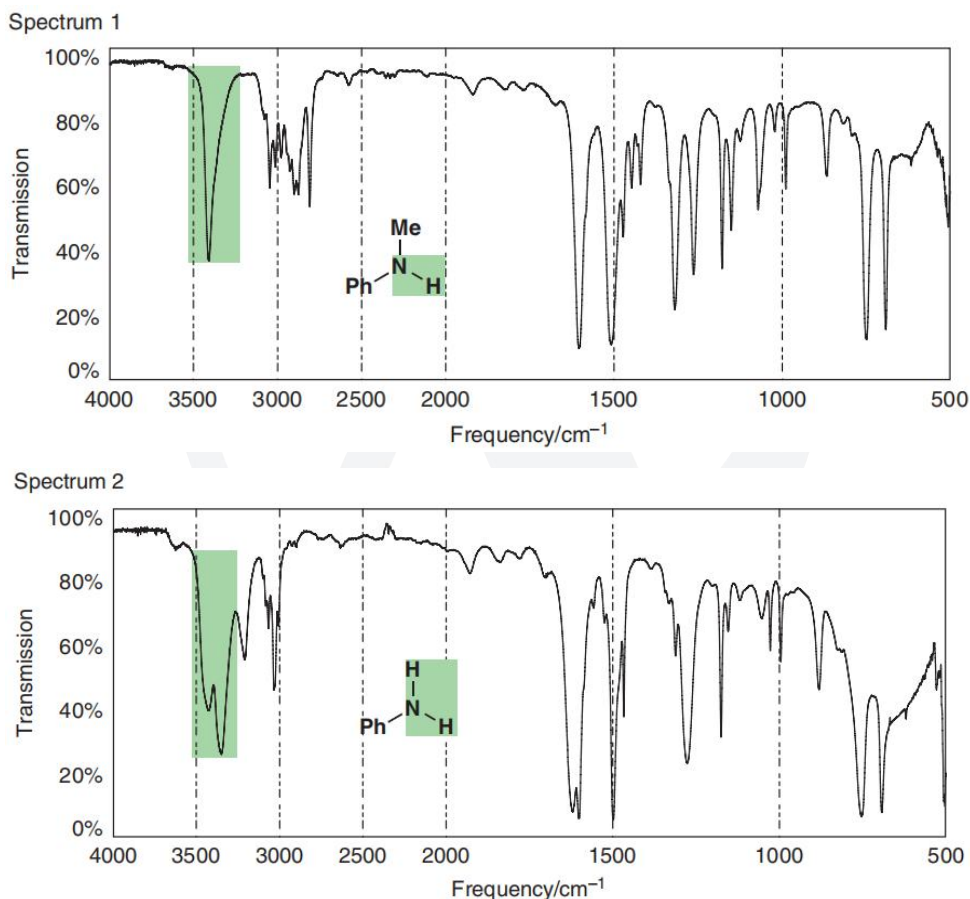 Spectrum 1
100%
80%
60%
40%
20%
0%
Transmission
Me
N
Ph
H
4000 3500 3000 2500 2000 1500 1000 500
Frequency/cm–1
Spectrum 2
100%
80%
60%
40%
20%
0%
Transmission
H
N
Ph
H
4000 3500 3000 2500 2000 1500 1000 500
Frequency/cm–1